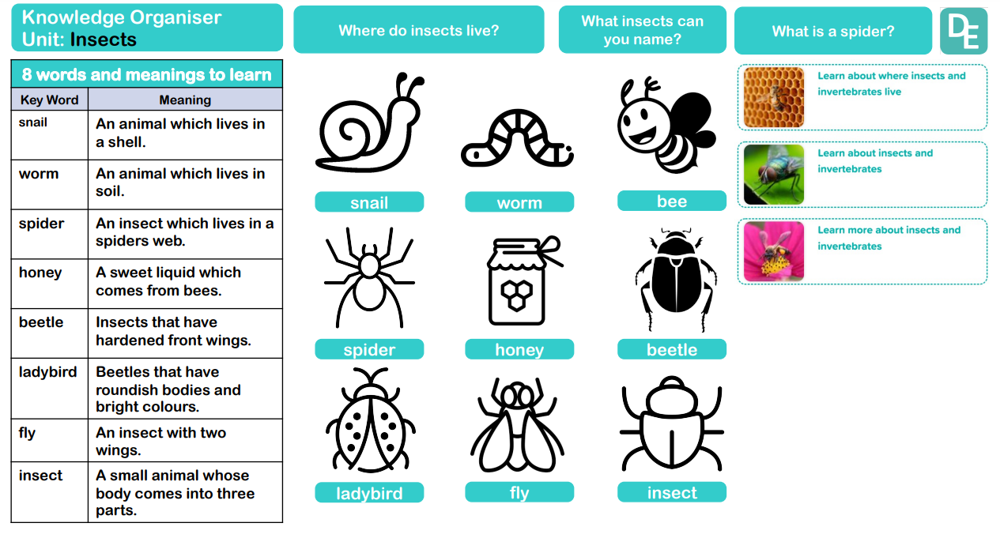 Knowledge Organiser
Unit: Insects
Where do insects live?
What insects can
you name?
What is a spider?
DE
8 words and meanings to learn
Key Word Meaning
snail An animal which lives in
a shell.
worm An animal which lives in
soil.
spider An insect which lives in a
spiders web.
honey A sweet liquid which
comes from bees.
beetle Insects that have
hardened front wings.
ladybird Beetles that have
roundish bodies and
bright colours.
fly An insect with two
wings.
insect A small animal whose
body comes into three
parts.
snail worm bee
spider honey beetle
ladybird fly insect
Learn about where insects and
invertebrates live
Learn about insects and
invertebrates
Learn more about insects and
invertebrates